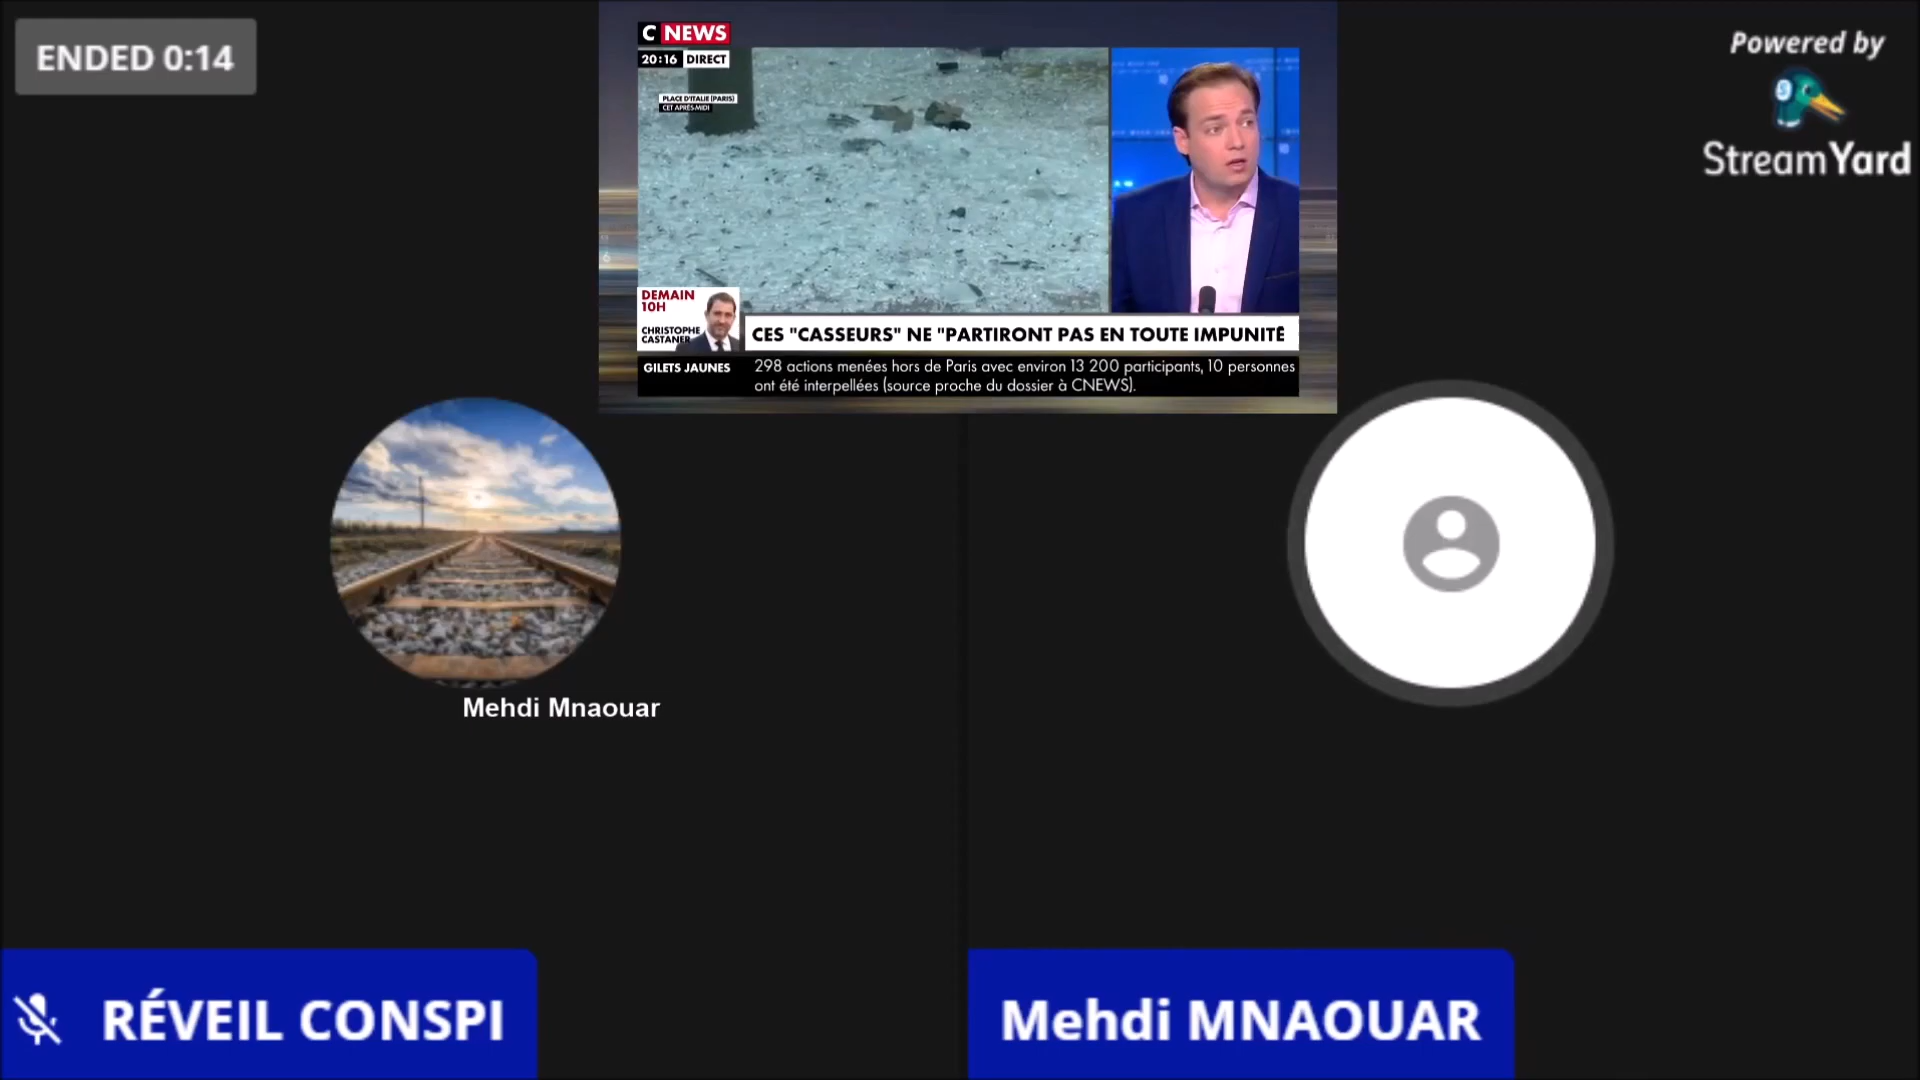 ENDED 0:14
Powered by
StreamYard
C NEWS
20:16 DIRECT
PLACE D'ITALIE (PARIS)
CET APRÈS-MIDI
DEMAIN
10H
CHRISTOPHE
CASTANER
CES "CASSEURS" NE "PARTIRONT PAS EN TOUTE IMPUNITÉ
GILETS JAUNES
298 actions menées hors de Paris avec environ 13 200 participants, 10 personnes
ont été interpellées (source proche du dossier à CNEWS).
Mehdi Mnaouar
RÉVEIL CONSPI
Mehdi MNAOUAR